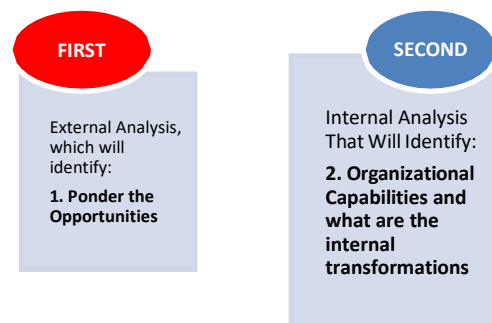 FIRST
External Analysis,
which will
identify:
1. Ponder the
Opportunities
SECOND
Internal Analysis
That Will Identify:
2. Organizational
Capabilities and
what are the
internal
transformations